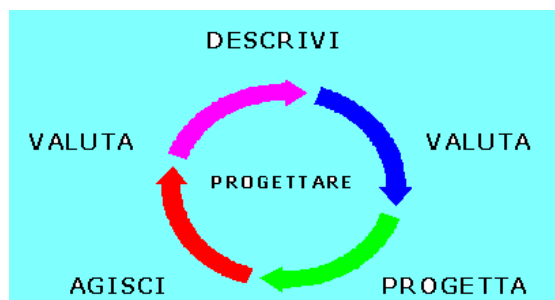 DESCRIVI
VALUTA
VALUTA
PROGETTARE
AGISCI
PROGETTA